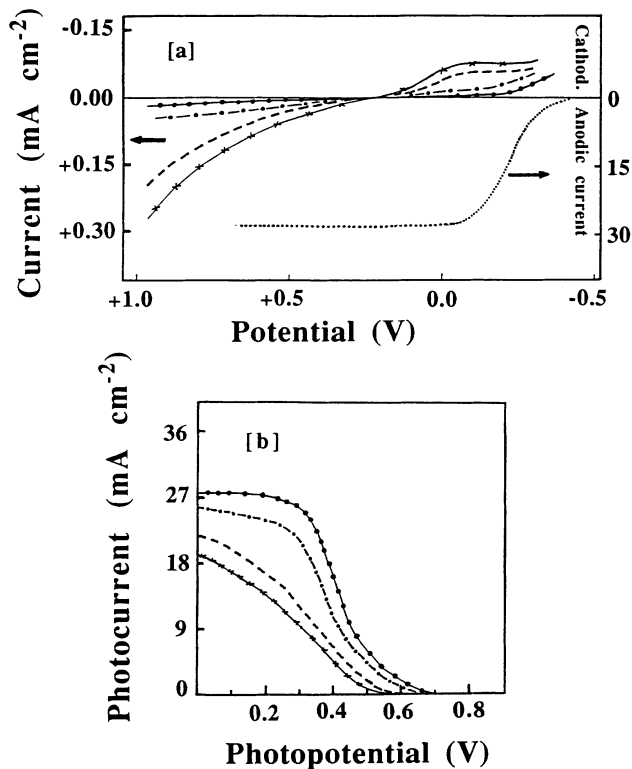 -0.15
[a]
0.00
+0.15
+0.30
Current (mA cm-2)
Cathod.
Anodic current
0
15
30
+1.0 +0.5 0.0 -0.5
Potential (V)
[b]
36
27
18
9
0
Photocurrent (mA cm-2)
0.2 0.4 0.6 0.8
Photopotential (V)